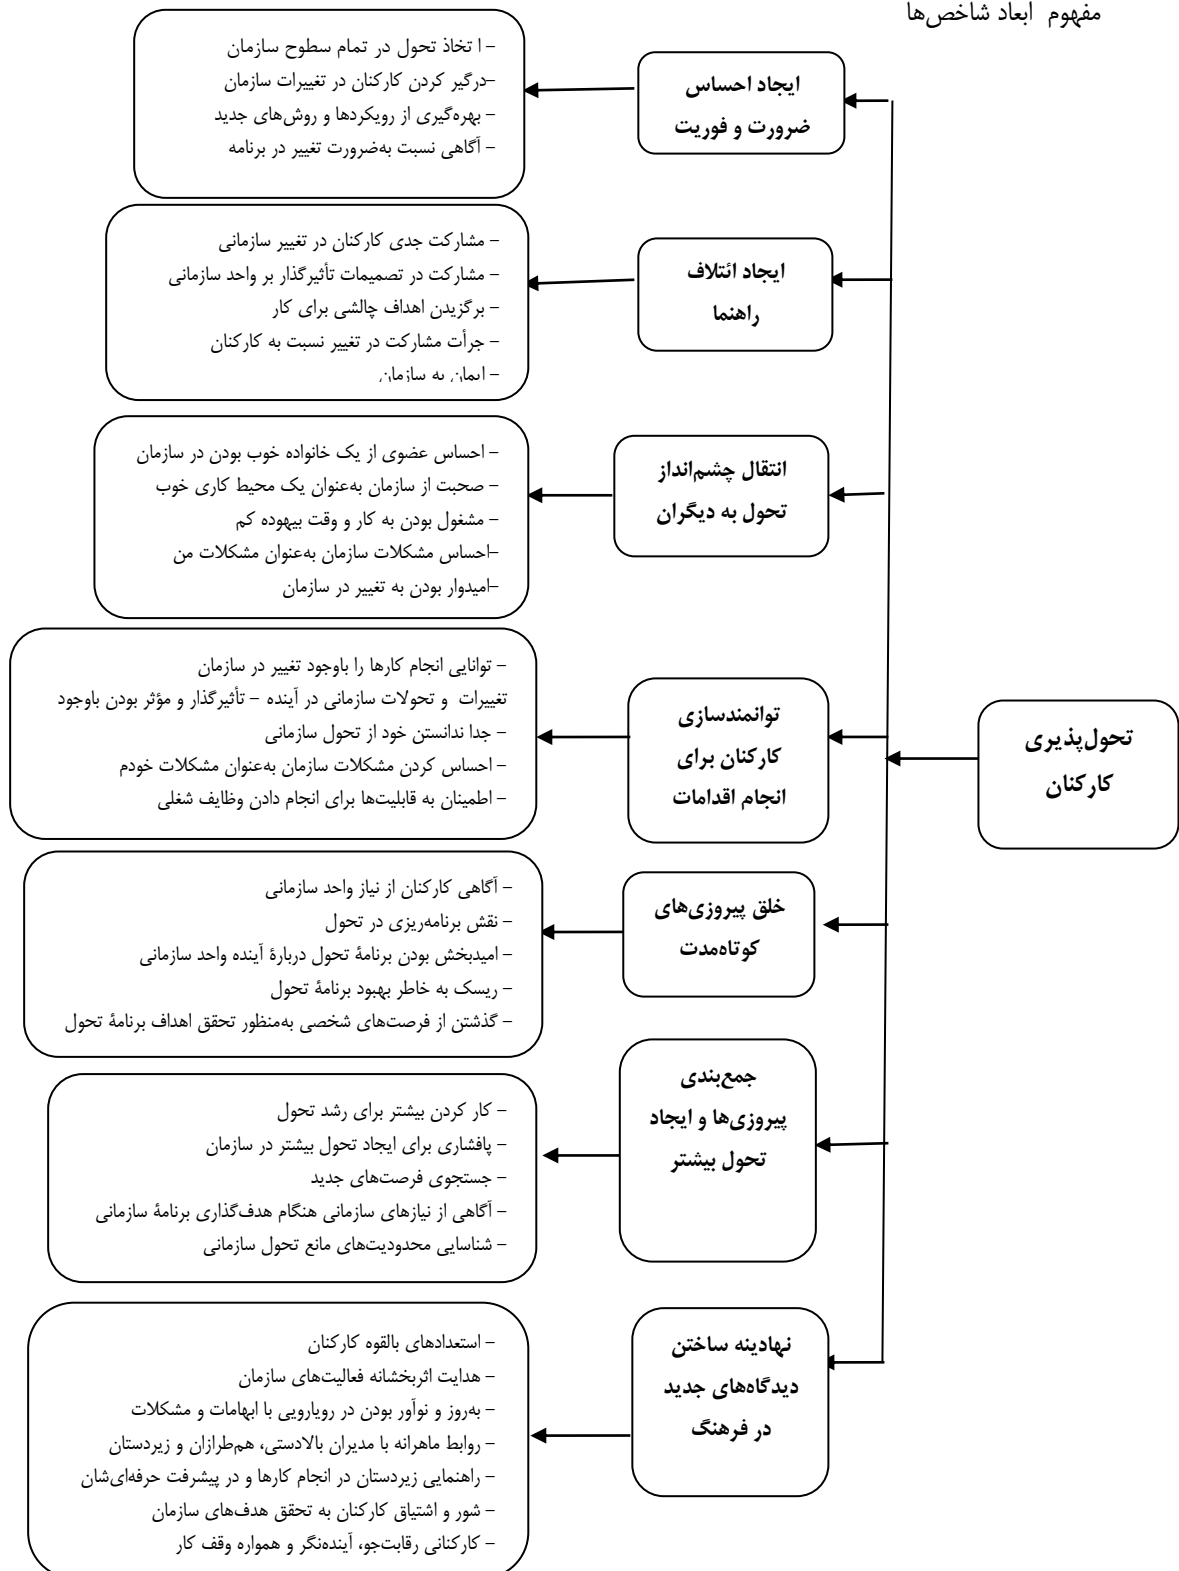 مفهوم ابعاد شاخص‌ها
تحول‌پذیری
کارکنان
ایجاد احساس
ضرورت و فوریت
– ا تخاذ تحول در تمام سطوح سازمان
–درگیر کردن کارکنان در تغییرات سازمان
– بهره‌گیری از رویکردها و روش‌های جدید
– آگاهی نسبت به‌ضرورت تغییر در برنامه
ایجاد ائتلاف
راهنما
– مشارکت جدی کارکنان در تغییر سازمانی
– مشارکت در تصمیمات تأثیرگذار بر واحد سازمانی
– برگزیدن اهداف چالشی برای کار
– جرأت مشارکت در تغییر نسبت به کارکنان
– ایمان به سازمان
انتقال چشم‌انداز
تحول به دیگران
– احساس عضوی از یک خانواده خوب بودن در سازمان
– صحبت از سازمان به‌عنوان یک محیط کاری خوب
– مشغول بودن به کار و وقت بیهوده کم
–احساس مشکلات سازمان به‌عنوان مشکلات من
–امیدوار بودن به تغییر در سازمان
توانمندسازی
کارکنان برای
انجام اقدامات
– توانایی انجام کارها را باوجود تغییر در سازمان
تغییرات و تحولات سازمانی در آینده – تأثیرگذار و مؤثر بودن باوجود
– جدا ندانستن خود از تحول سازمانی
– احساس کردن مشکلات سازمان به‌عنوان مشکلات خودم
– اطمینان به قابلیت‌ها برای انجام دادن وظایف شغلی
خلق پیروزی‌های
کوتاه‌مدت
– آگاهی کارکنان از نیاز واحد سازمانی
– نقش برنامه‌ریزی در تحول
– امیدبخش بودن برنامهٔ تحول دربارهٔ آینده واحد سازمانی
– ریسک به خاطر بهبود برنامهٔ تحول
– گذشتن از فرصت‌های شخصی به‌منظور تحقق اهداف برنامهٔ تحول
جمع‌بندی
پیروزی‌ها و ایجاد
تحول بیشتر
– کار کردن بیشتر برای رشد تحول
– پافشاری برای ایجاد تحول بیشتر در سازمان
– جستجوی فرصت‌های جدید
– آگاهی از نیازهای سازمانی هنگام هدف‌گذاری برنامهٔ سازمانی
– شناسایی محدودیت‌های مانع تحول سازمانی
نهادینه ساختن
دیدگاه‌های جدید
در فرهنگ
– استعدادهای بالقوه کارکنان
– هدایت اثربخشانه فعالیت‌های سازمان
– به‌روز و نوآور بودن در رویارویی با ابهامات و مشکلات
– روابط ماهرانه با مدیران بالادستی، هم‌طرازان و زیردستان
– راهنمایی زیردستان در انجام کارها و در پیشرفت حرفه‌ای‌شان
– شور و اشتیاق کارکنان به تحقق هدف‌های سازمان
– کارکنانی رقابت‌جو، آینده‌نگر و همواره وقف کار